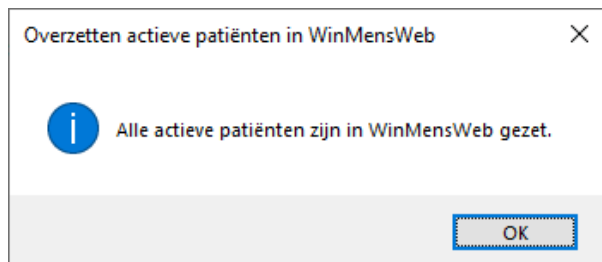 Overzetten actieve patiënten in WinMensWeb
Alle actieve patiënten zijn in WinMensWeb gezet.
OK